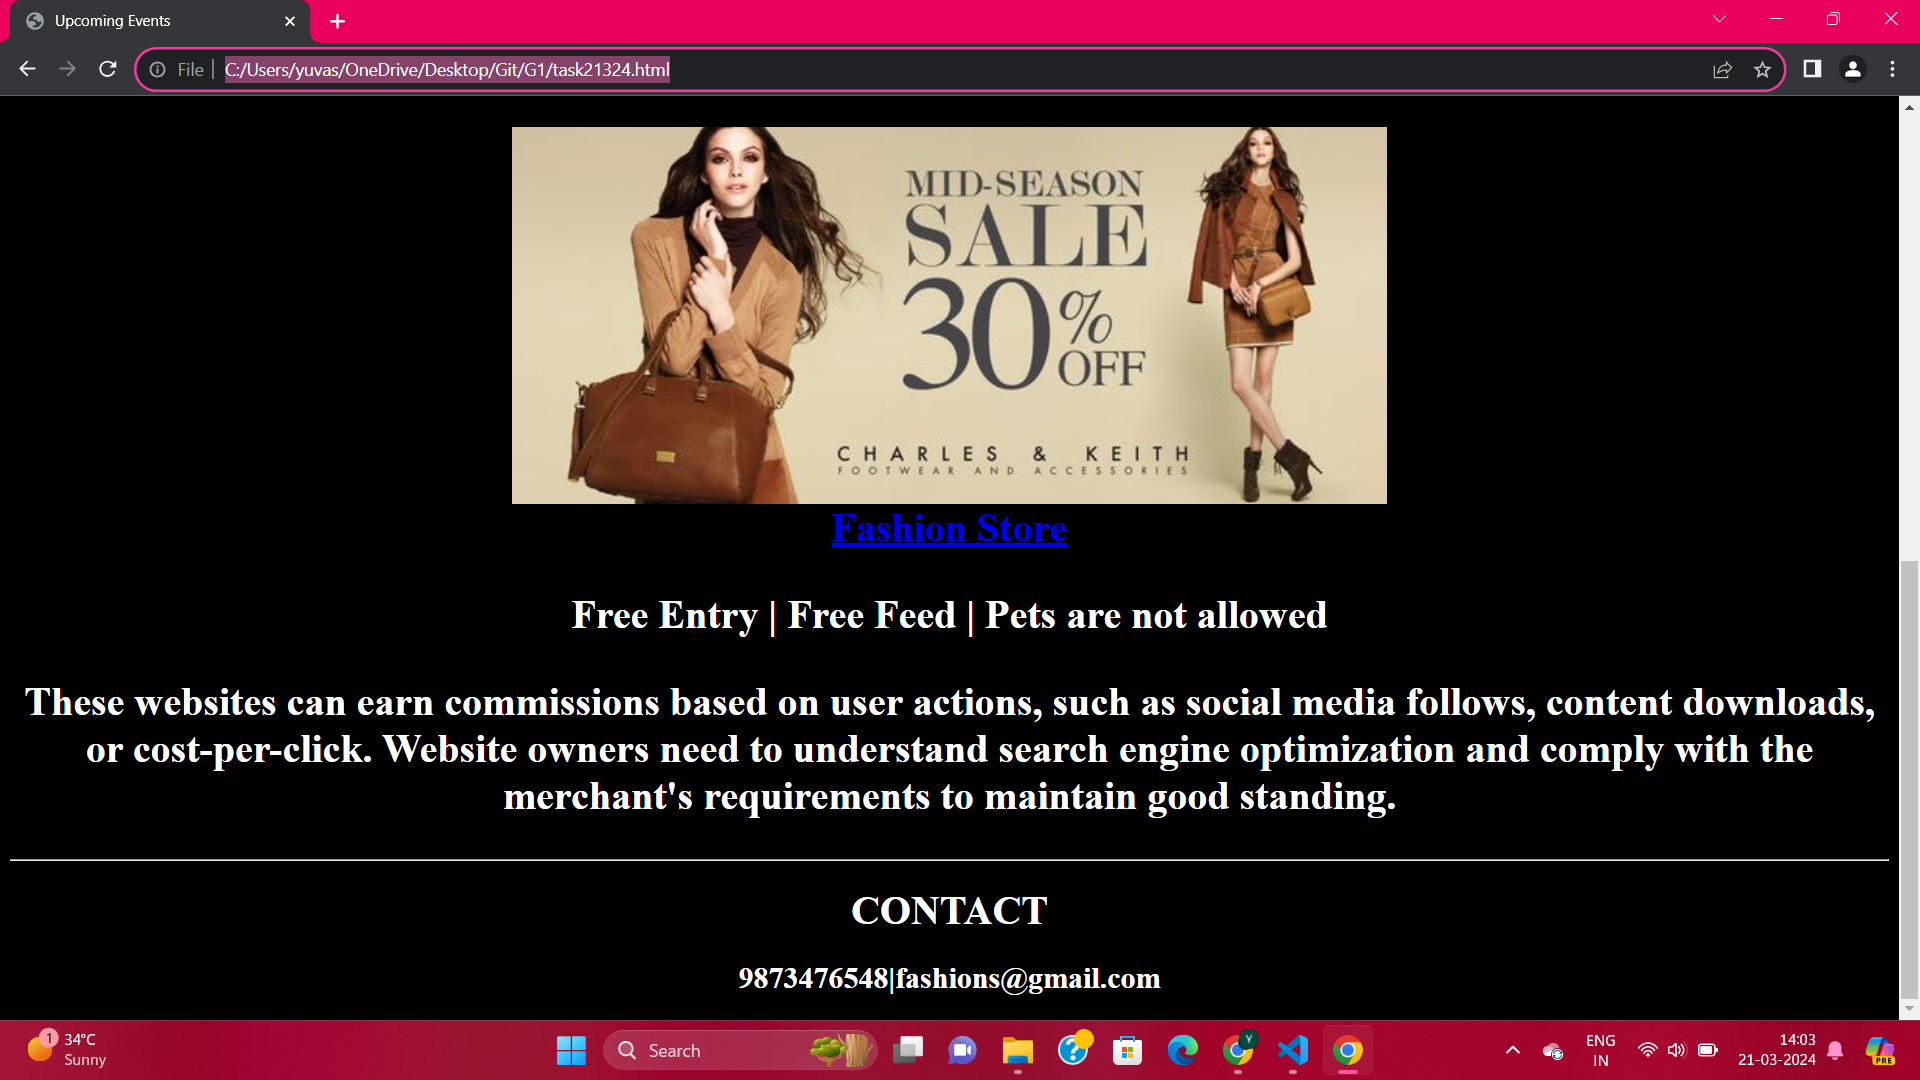 Upcoming Events
File
C:/Users/yuvas/OneDrive/Desktop/Git/G1/task21324.html
MID-SEASON
SALE
30%
OFF
CHARLES & KEITH
FOOTWEAR AND ACCESSORIES
Fashion Store
Free Entry | Free Feed | Pets are not allowed
These websites can earn commissions based on user actions, such as social media follows, content downloads,
or cost-per-click. Website owners need to understand search engine optimization and comply with the
merchant's requirements to maintain good standing.
CONTACT
9873476548|fashions@gmail.com
1
34°C
Sunny
Search
Y
ENG
IN
14:03
21-03-2024
PRE